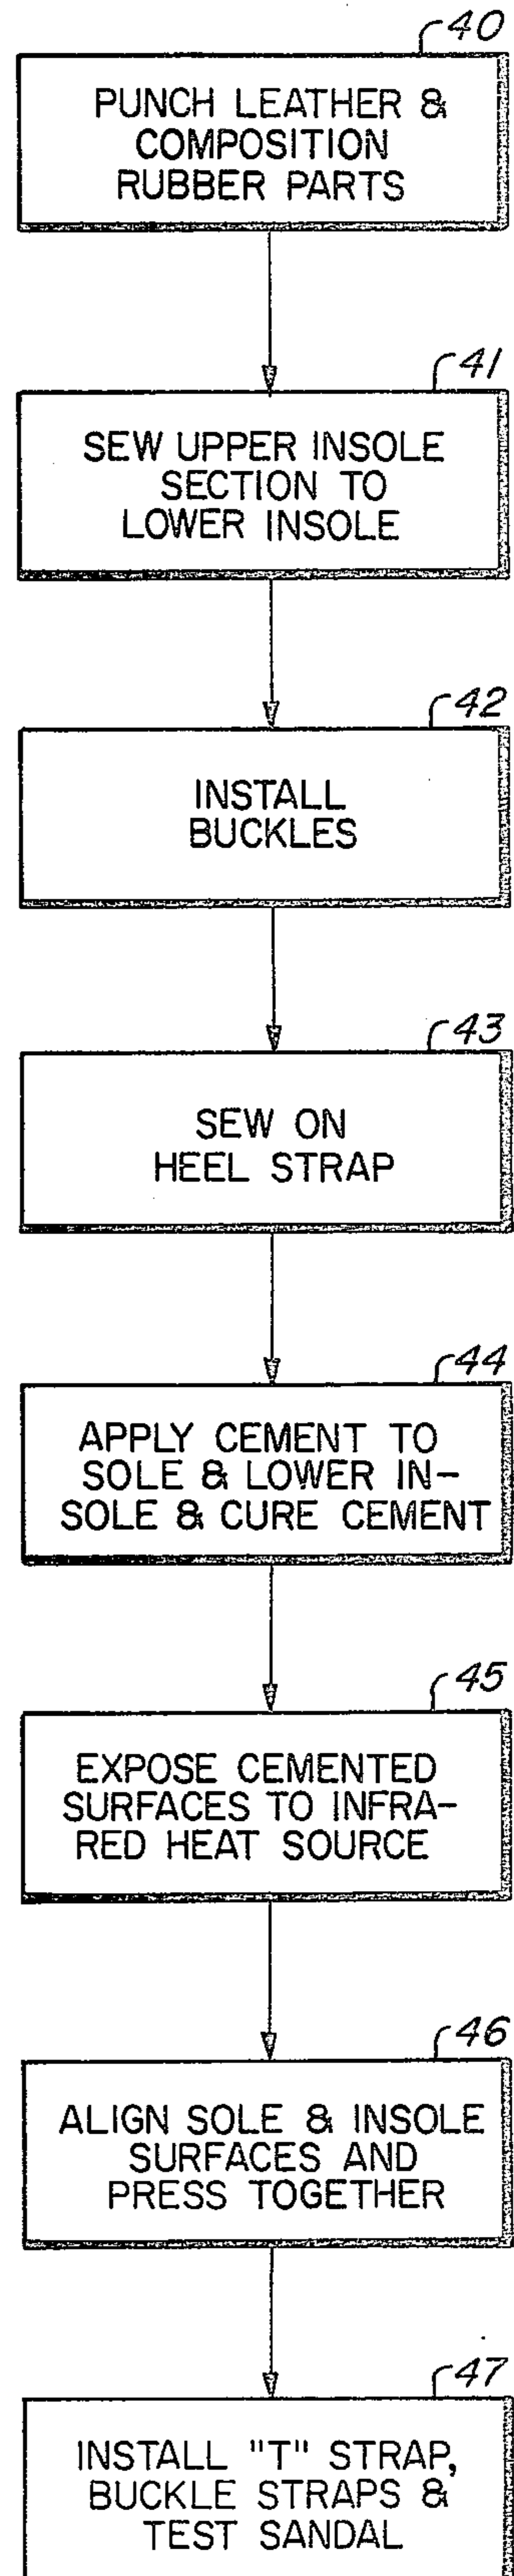 40
PUNCH LEATHER &
COMPOSITION
RUBBER PARTS
41
SEW UPPER INSOLE
SECTION TO
LOWER INSOLE
42
INSTALL
BUCKLES
43
SEW ON
HEEL STRAP
44
APPLY CEMENT TO
SOLE & LOWER IN-
SOLE & CURE CEMENT
45
EXPOSE CEMENTED
SURFACES TO INFRA-
RED HEAT SOURCE
46
ALIGN SOLE & INSOLE
SURFACES AND
PRESS TOGETHER
47
INSTALL "T" STRAP,
BUCKLE STRAPS &
TEST SANDAL